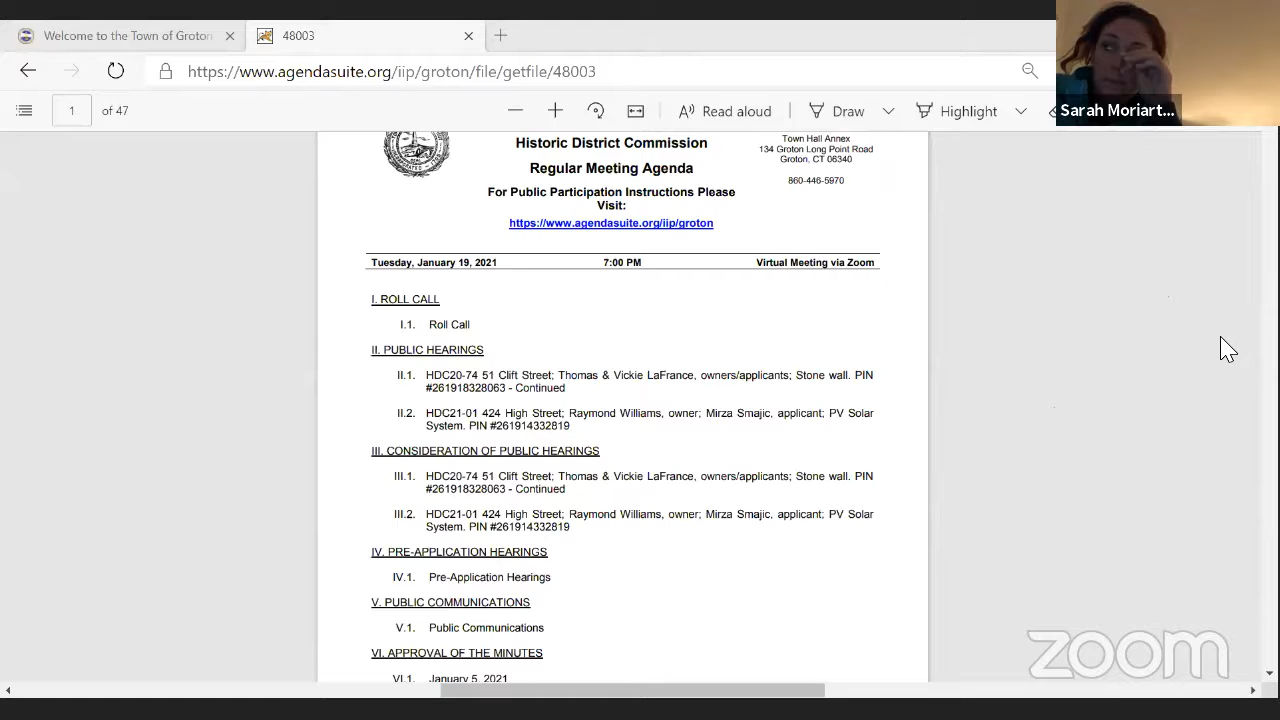 Welcome to the Town of Groton
48003
https://www.agendasuite.org/iip/groton/file/getfile/48003
1 of 47
Read aloud
Draw
Highlight
Sarah Moriart...
Historic District Commission
Regular Meeting Agenda
For Public Participation Instructions Please
Visit:
https://www.agendasuite.org/iip/groton
Town Hall Annex
134 Groton Long Point Road
Groton, CT 06340
860-446-5970
Tuesday, January 19, 2021 7:00 PM Virtual Meeting via Zoom
I. ROLL CALL
I.1. Roll Call
II. PUBLIC HEARINGS
II.1. HDC20-74 51 Clift Street; Thomas & Vickie LaFrance, owners/applicants; Stone wall. PIN
#261918328063 - Continued
II.2. HDC21-01 424 High Street; Raymond Williams, owner; Mirza Smajic, applicant; PV Solar
System. PIN #261914332819
III. CONSIDERATION OF PUBLIC HEARINGS
III.1. HDC20-74 51 Clift Street; Thomas & Vickie LaFrance, owners/applicants; Stone wall. PIN
#261918328063 - Continued
III.2. HDC21-01 424 High Street; Raymond Williams, owner; Mirza Smajic, applicant; PV Solar
System. PIN #261914332819
IV. PRE-APPLICATION HEARINGS
IV.1. Pre-Application Hearings
V. PUBLIC COMMUNICATIONS
V.1. Public Communications
VI. APPROVAL OF THE MINUTES
VI.1. January 5, 2021
zoom